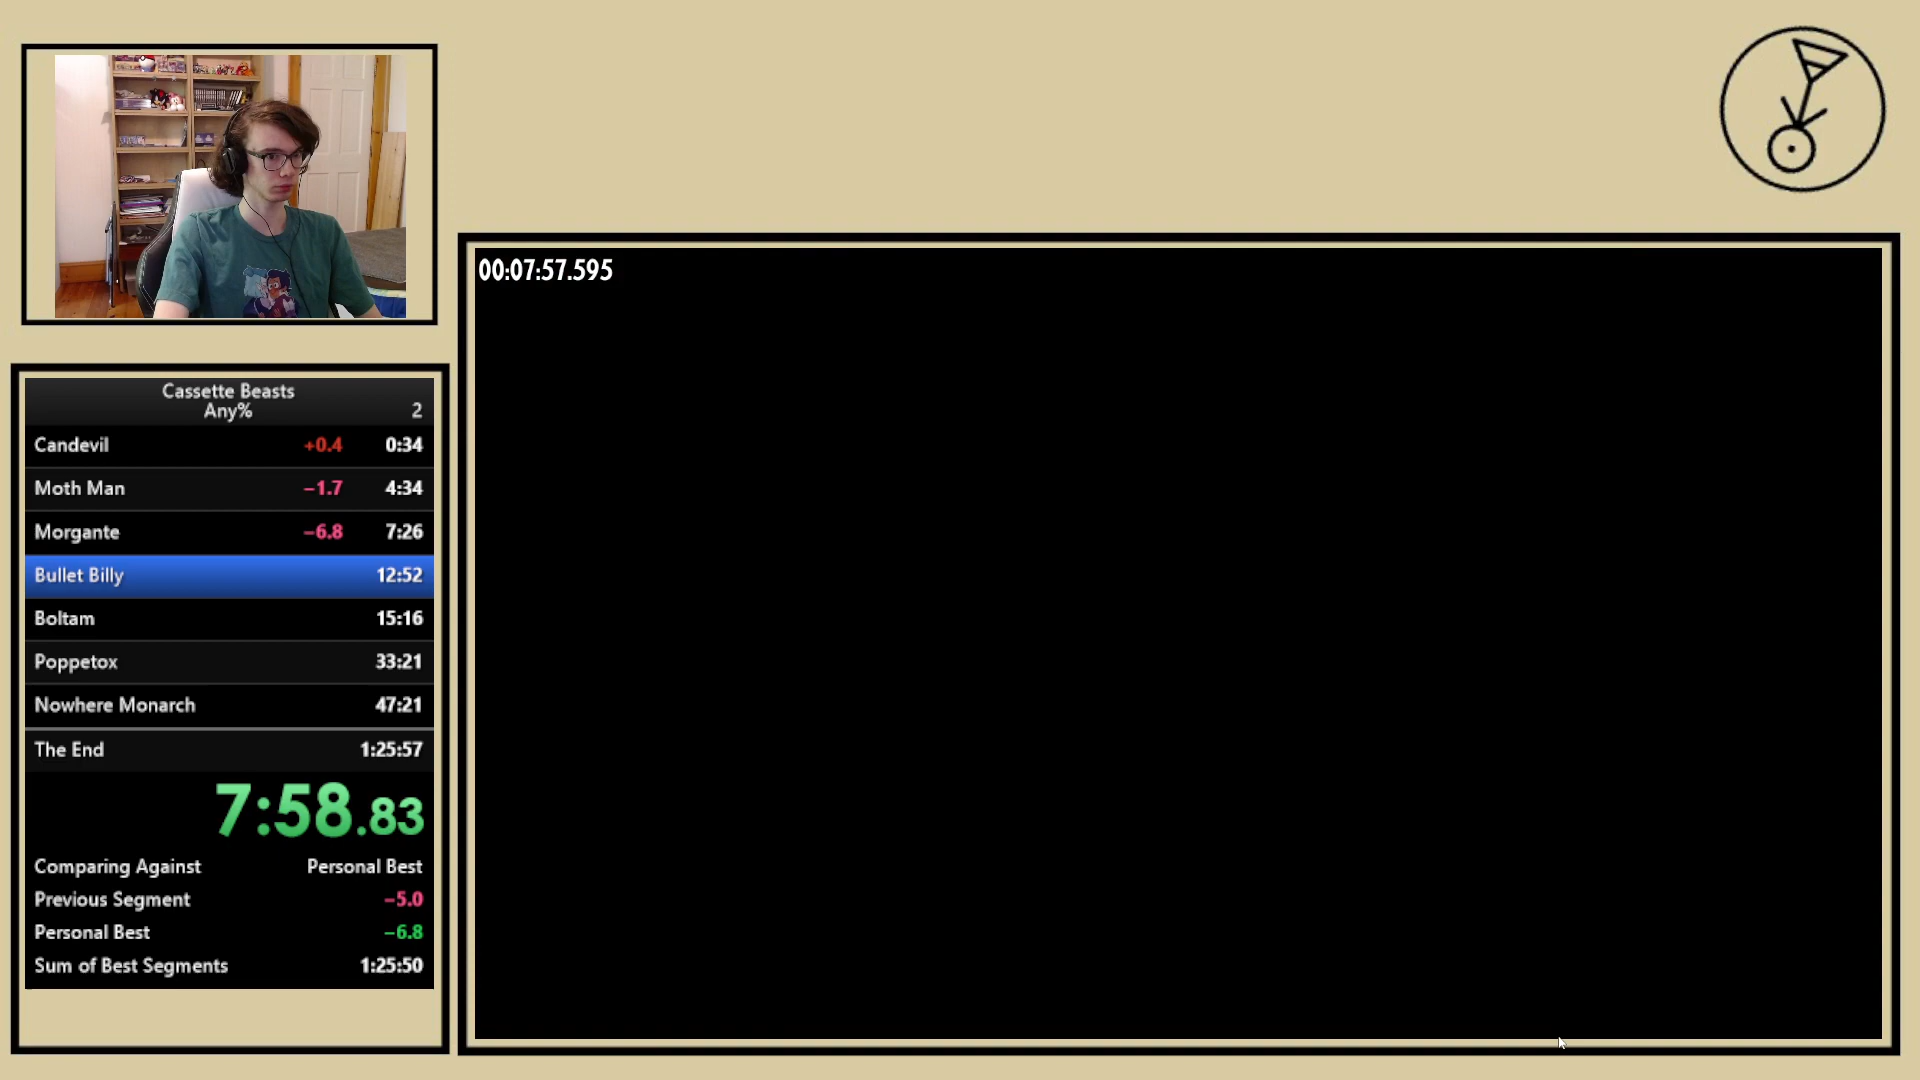 00:07:57.595
Cassette Beasts
Any% 2
Candevil +0.4 0:34
Moth Man −1.7 4:34
Morgante −6.8 7:26
Bullet Billy 12:52
Boltam 15:16
Poppetox 33:21
Nowhere Monarch 47:21
The End 1:25:57
7:58.83
Comparing Against Personal Best
Previous Segment −5.0
Personal Best −6.8
Sum of Best Segments 1:25:50